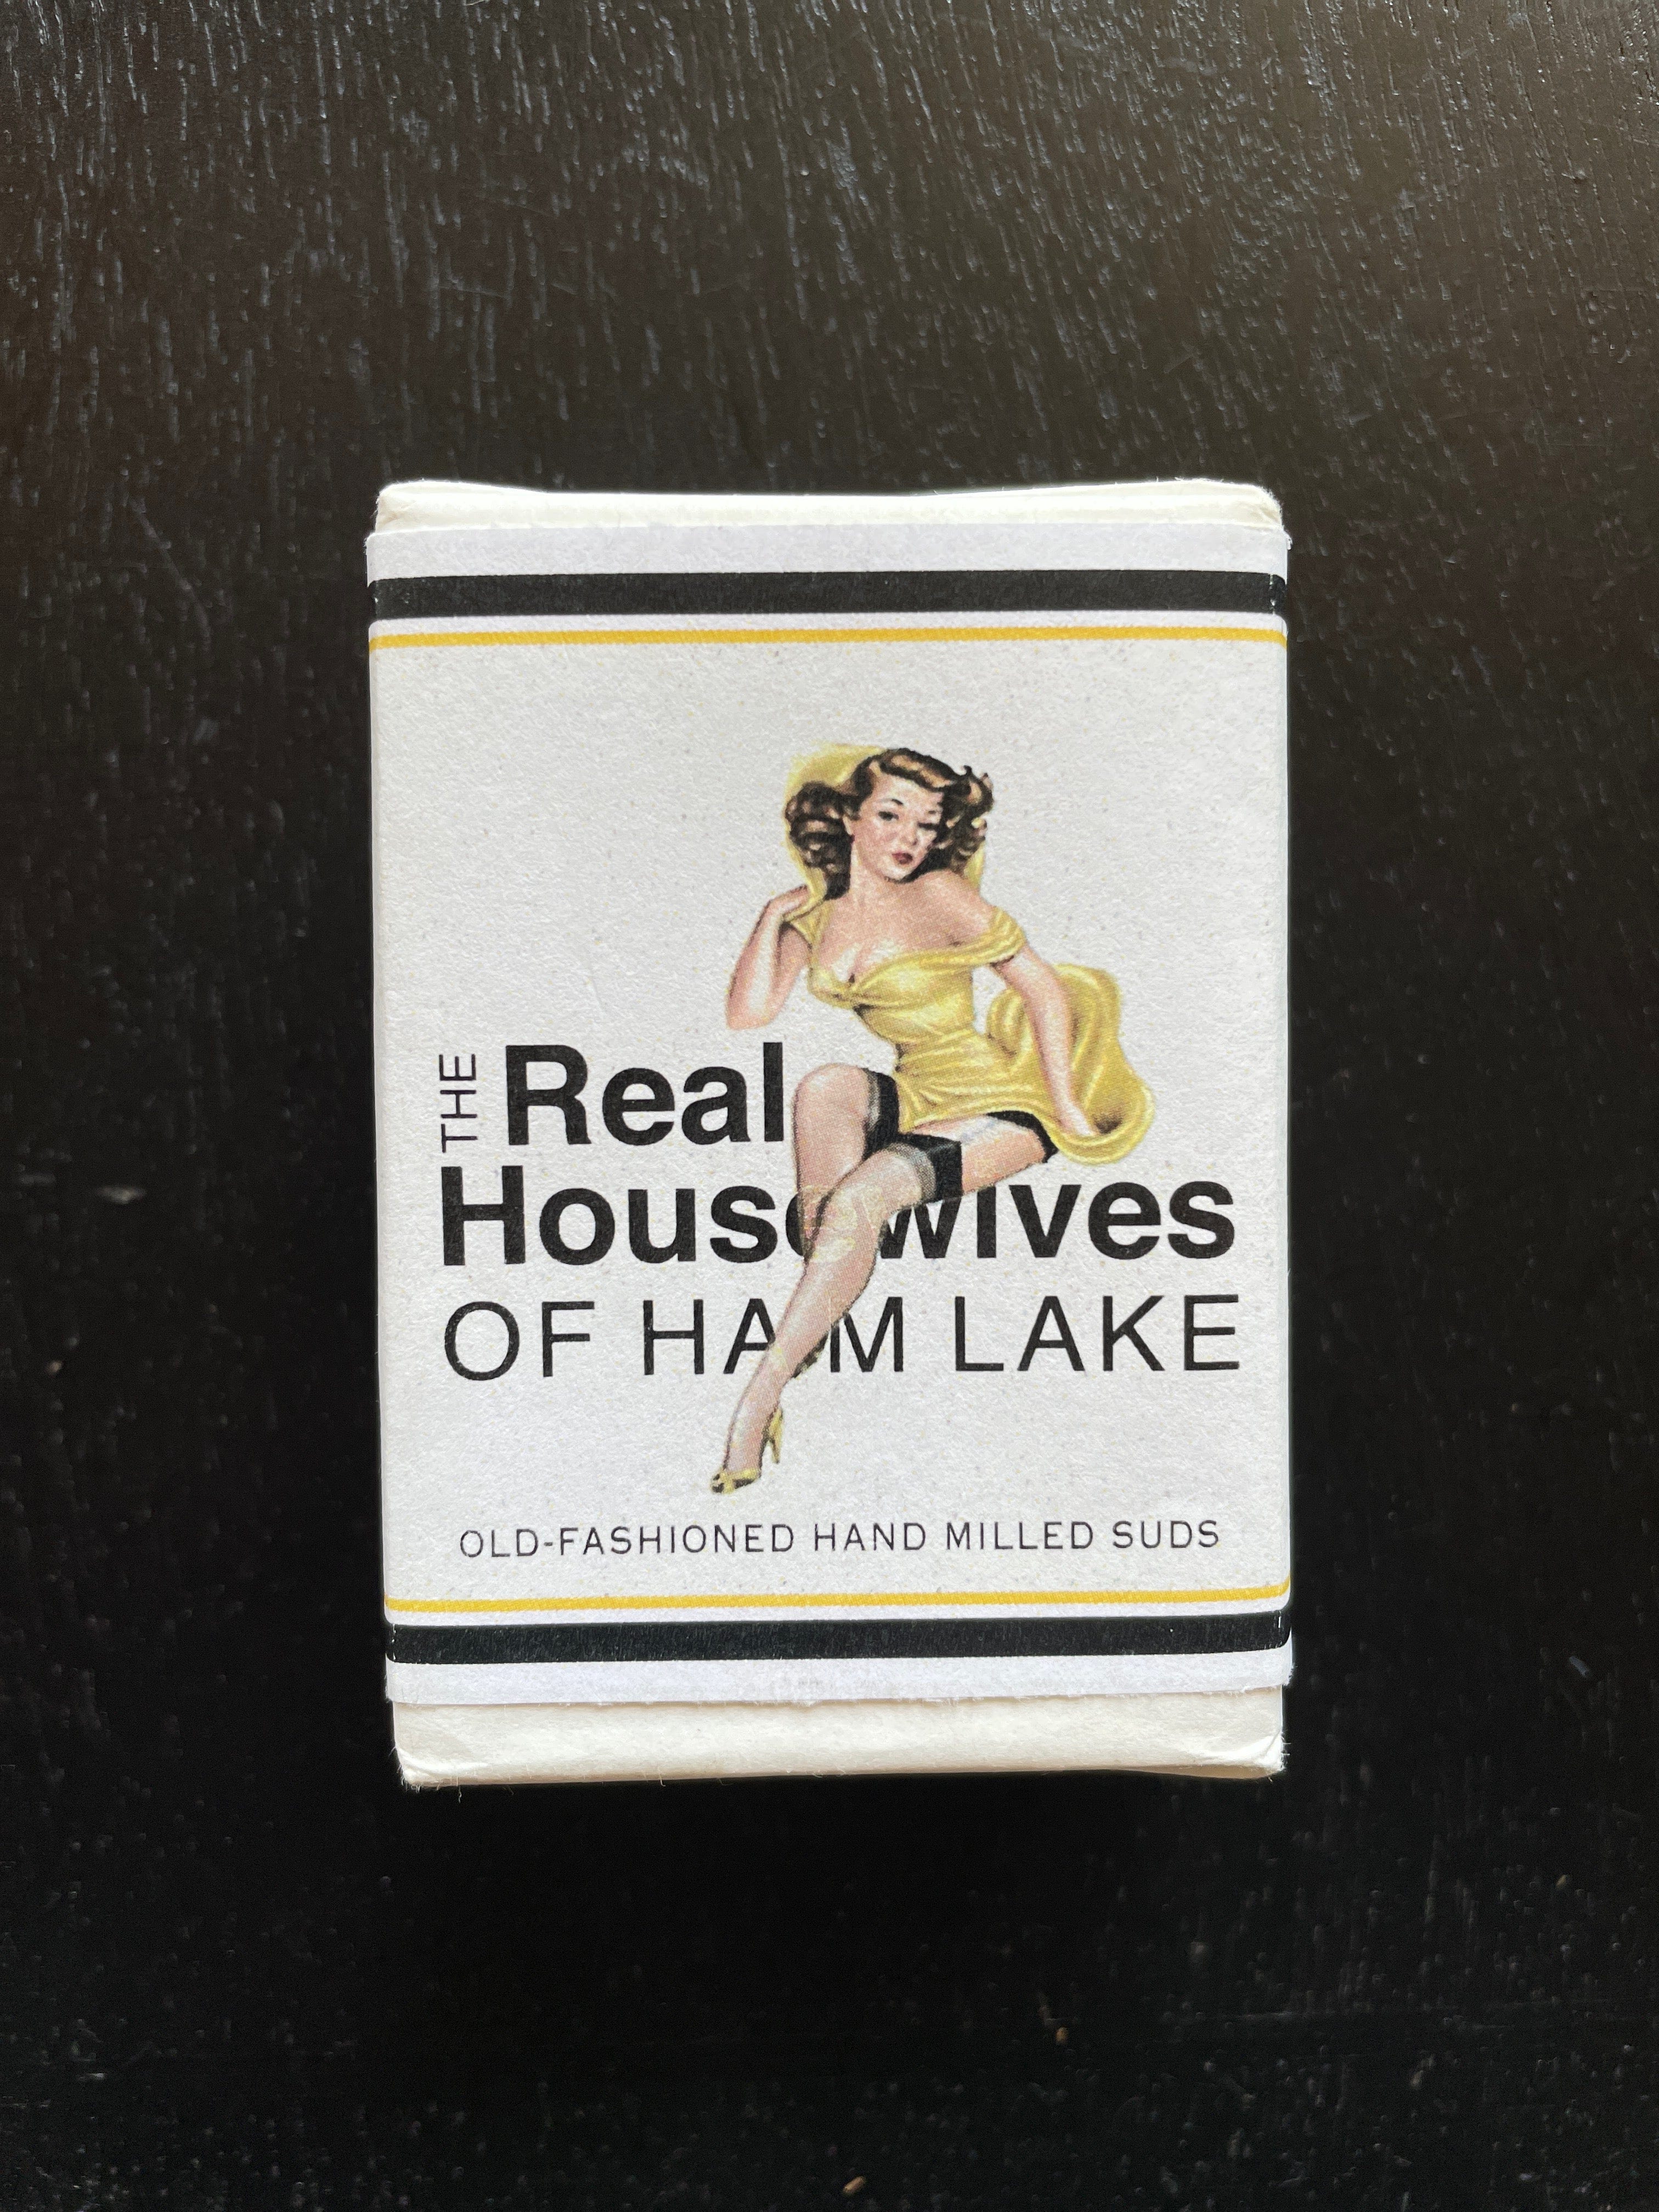 THE Real
Housewives
OF HAM LAKE
OLD-FASHIONED HAND MILLED SUDS